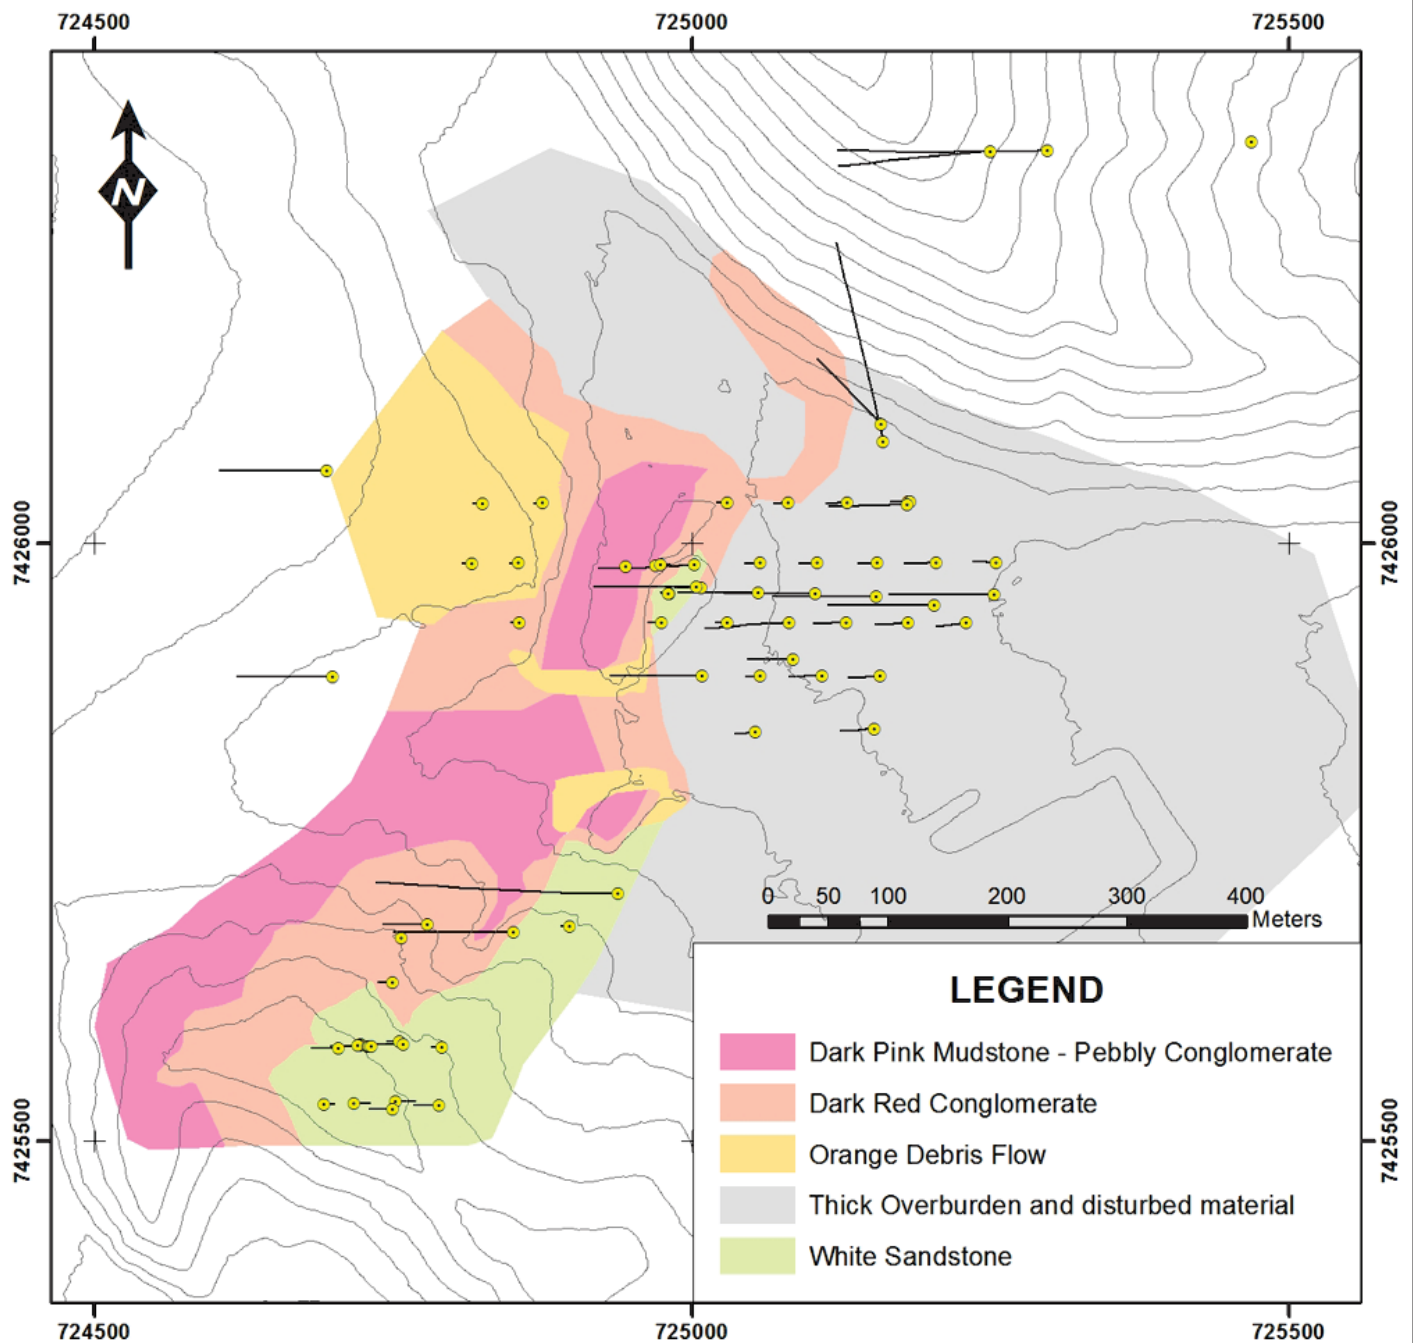 724500 725000 725500
N
7426000 7426000
0 50 100 200 300 400
Meters
LEGEND
Dark Pink Mudstone - Pebbly Conglomerate
Dark Red Conglomerate
Orange Debris Flow
Thick Overburden and disturbed material
White Sandstone
7425500 7425500
724500 725000 725500